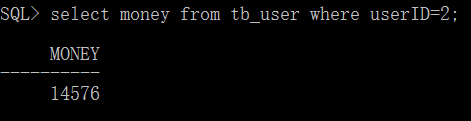 SQL> select money from tb_user where userID=2;
MONEY
----------
14576